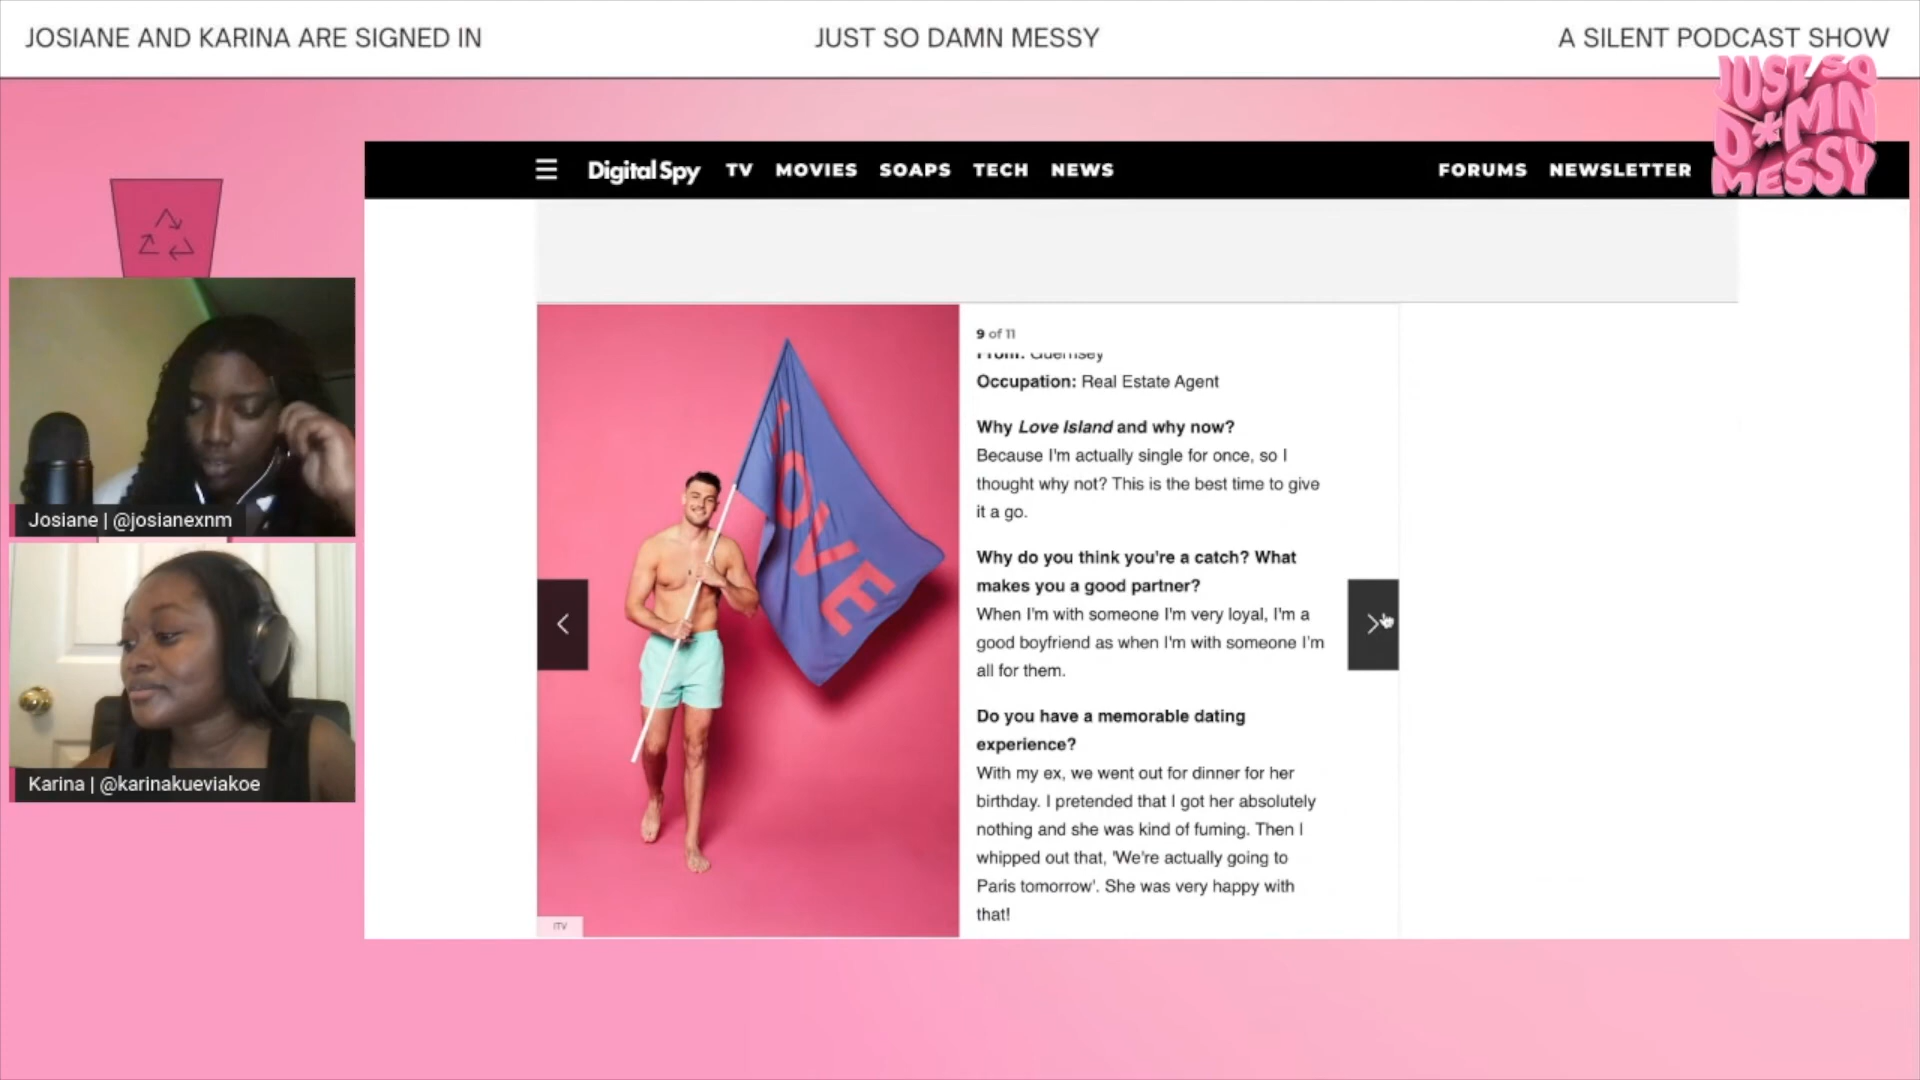 JOSIANE AND KARINA ARE SIGNED IN
JUST SO DAMN MESSY
A SILENT PODCAST SHOW
JUST SO
D*MN
MESSY
Digital Spy TV MOVIES SOAPS TECH NEWS
FORUMS NEWSLETTER
LOVE
ITV
9 of 11
From: Guernsey
Occupation: Real Estate Agent
Why Love Island and why now?
Because I'm actually single for once, so I
thought why not? This is the best time to give
it a go.
Why do you think you're a catch? What
makes you a good partner?
When I'm with someone I'm very loyal, I'm a
good boyfriend as when I'm with someone I'm
all for them.
Do you have a memorable dating
experience?
With my ex, we went out for dinner for her
birthday. I pretended that I got her absolutely
nothing and she was kind of fuming. Then I
whipped out that, 'We're actually going to
Paris tomorrow'. She was very happy with
that!
Josiane | @josianexnm
Karina | @karinakueviakoe